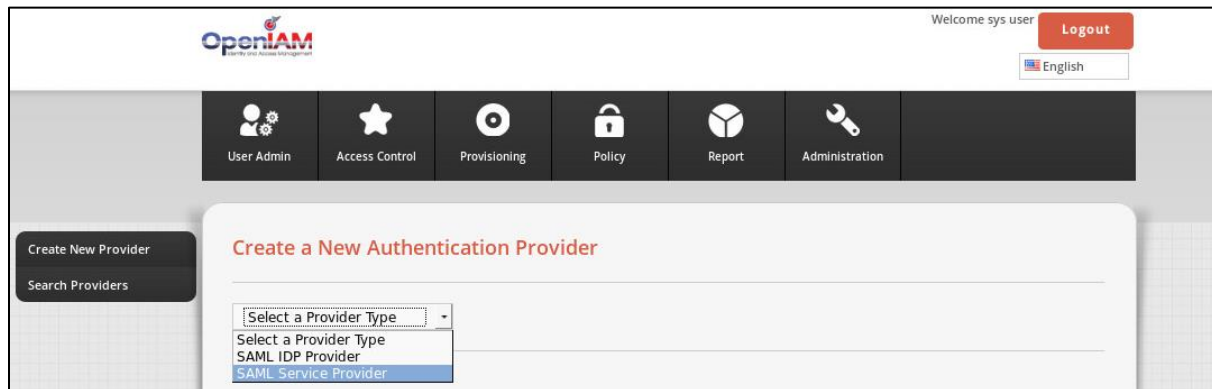 Welcome sys user
Logout
OpenIAM
Identity and Access Management
English
User Admin
Access Control
Provisioning
Policy
Report
Administration
Create New Provider
Search Providers
Create a New Authentication Provider
Select a Provider Type
Select a Provider Type
SAML IDP Provider
SAML Service Provider